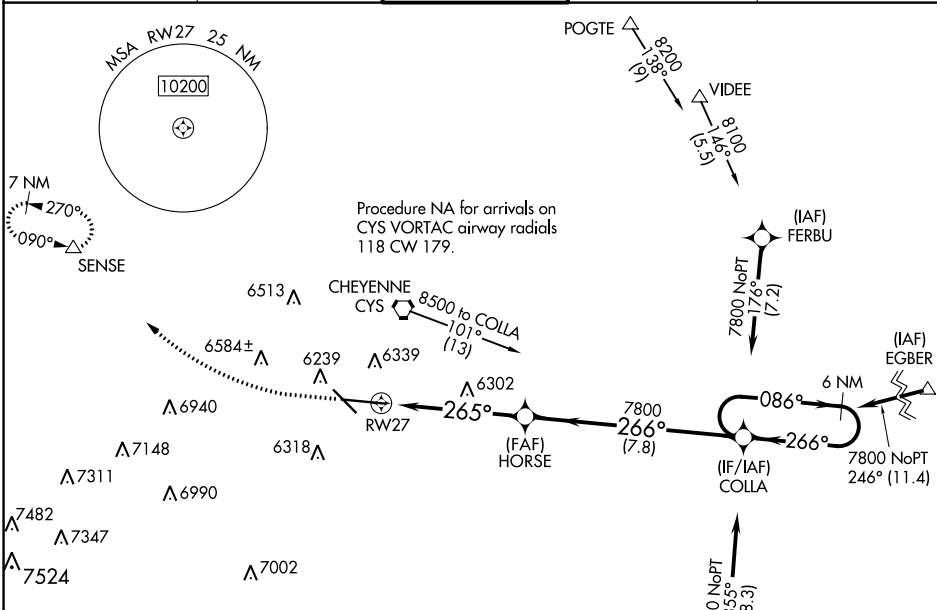 MSA RW27 25 NM
10200
POGTE
8200
138°
(9)
VIDEE
8100
146°
(5.5)
7 NM
270°
090°
SENSE
Procedure NA for arrivals on
CYS VORTAC airway radials
118 CW 179.
(IAF)
FERBU
7800 NoPT
176°
(7.2)
6513
CHEYENNE
CYS
8500 to COLLA
101°
(13)
6584±
6239
6339
6302
(IAF)
EGBER
6 NM
086°
266°
7800 NoPT
246° (11.4)
6940
RW27
265°
(FAF)
HORSE
7800
266°
(7.8)
(IF/IAF)
COLLA
7148
6318
7311
6990
7482
7347
7524
7002
0 NoPT
55°
8.3)